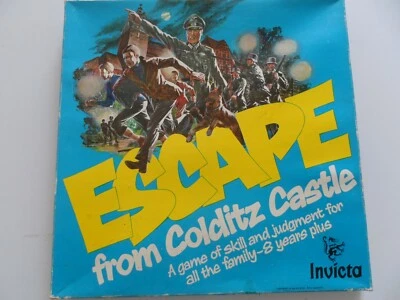 ESCAPE
from Colditz Castle
A game of skill and judgment for
all the family-8 years plus
Invicta